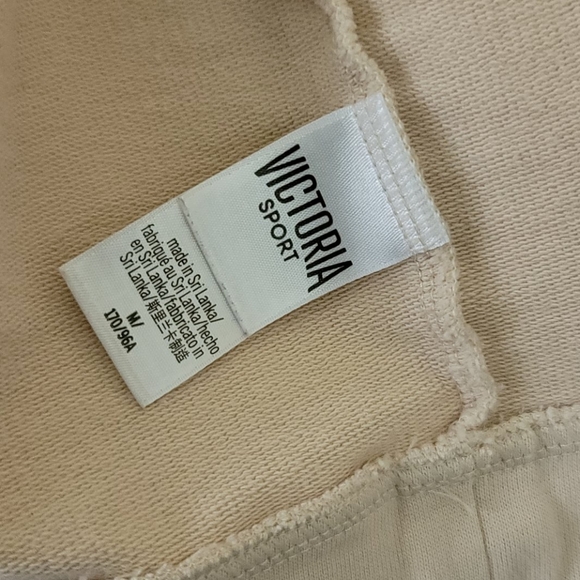 VICTORIA
SPORT
made in Sri Lanka/
fabriqué au Sri Lanka/hecho
en Sri Lanka/fabbricato in
Sri Lanka/斯里兰卡制造
M/
170/96A